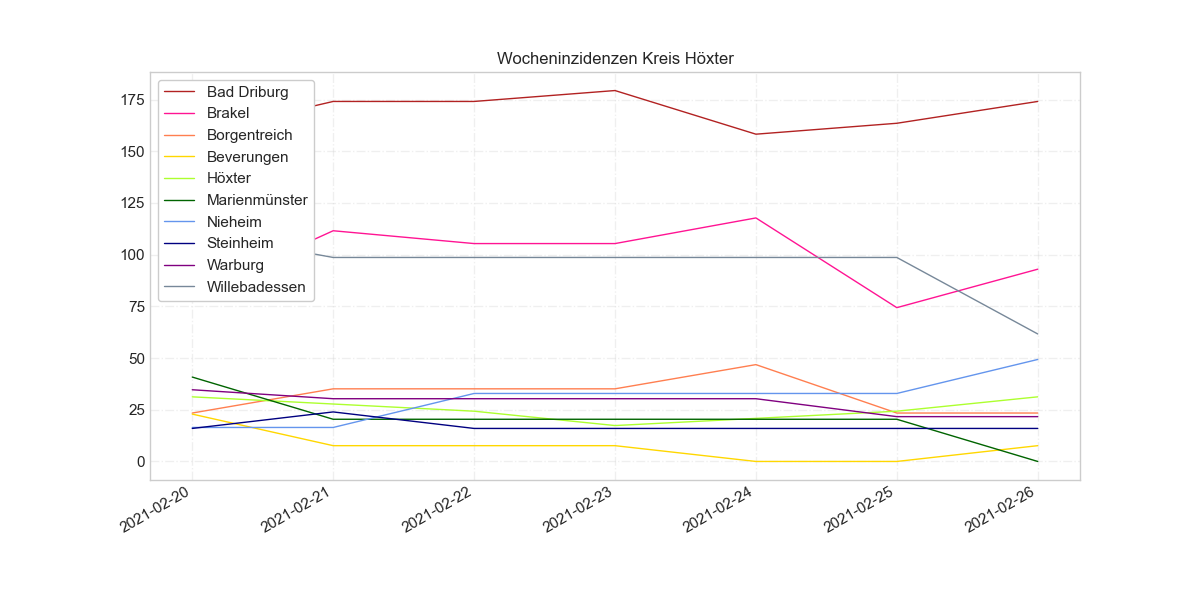 Wocheninzidenzen Kreis Höxter
Bad Driburg
Brakel
Borgentreich
Beverungen
Höxter
Marienmünster
Nieheim
Steinheim
Warburg
Willebadessen
175
150
125
100
75
50
25
0
2021-02-20
2021-02-21
2021-02-22
2021-02-23
2021-02-24
2021-02-25
2021-02-26